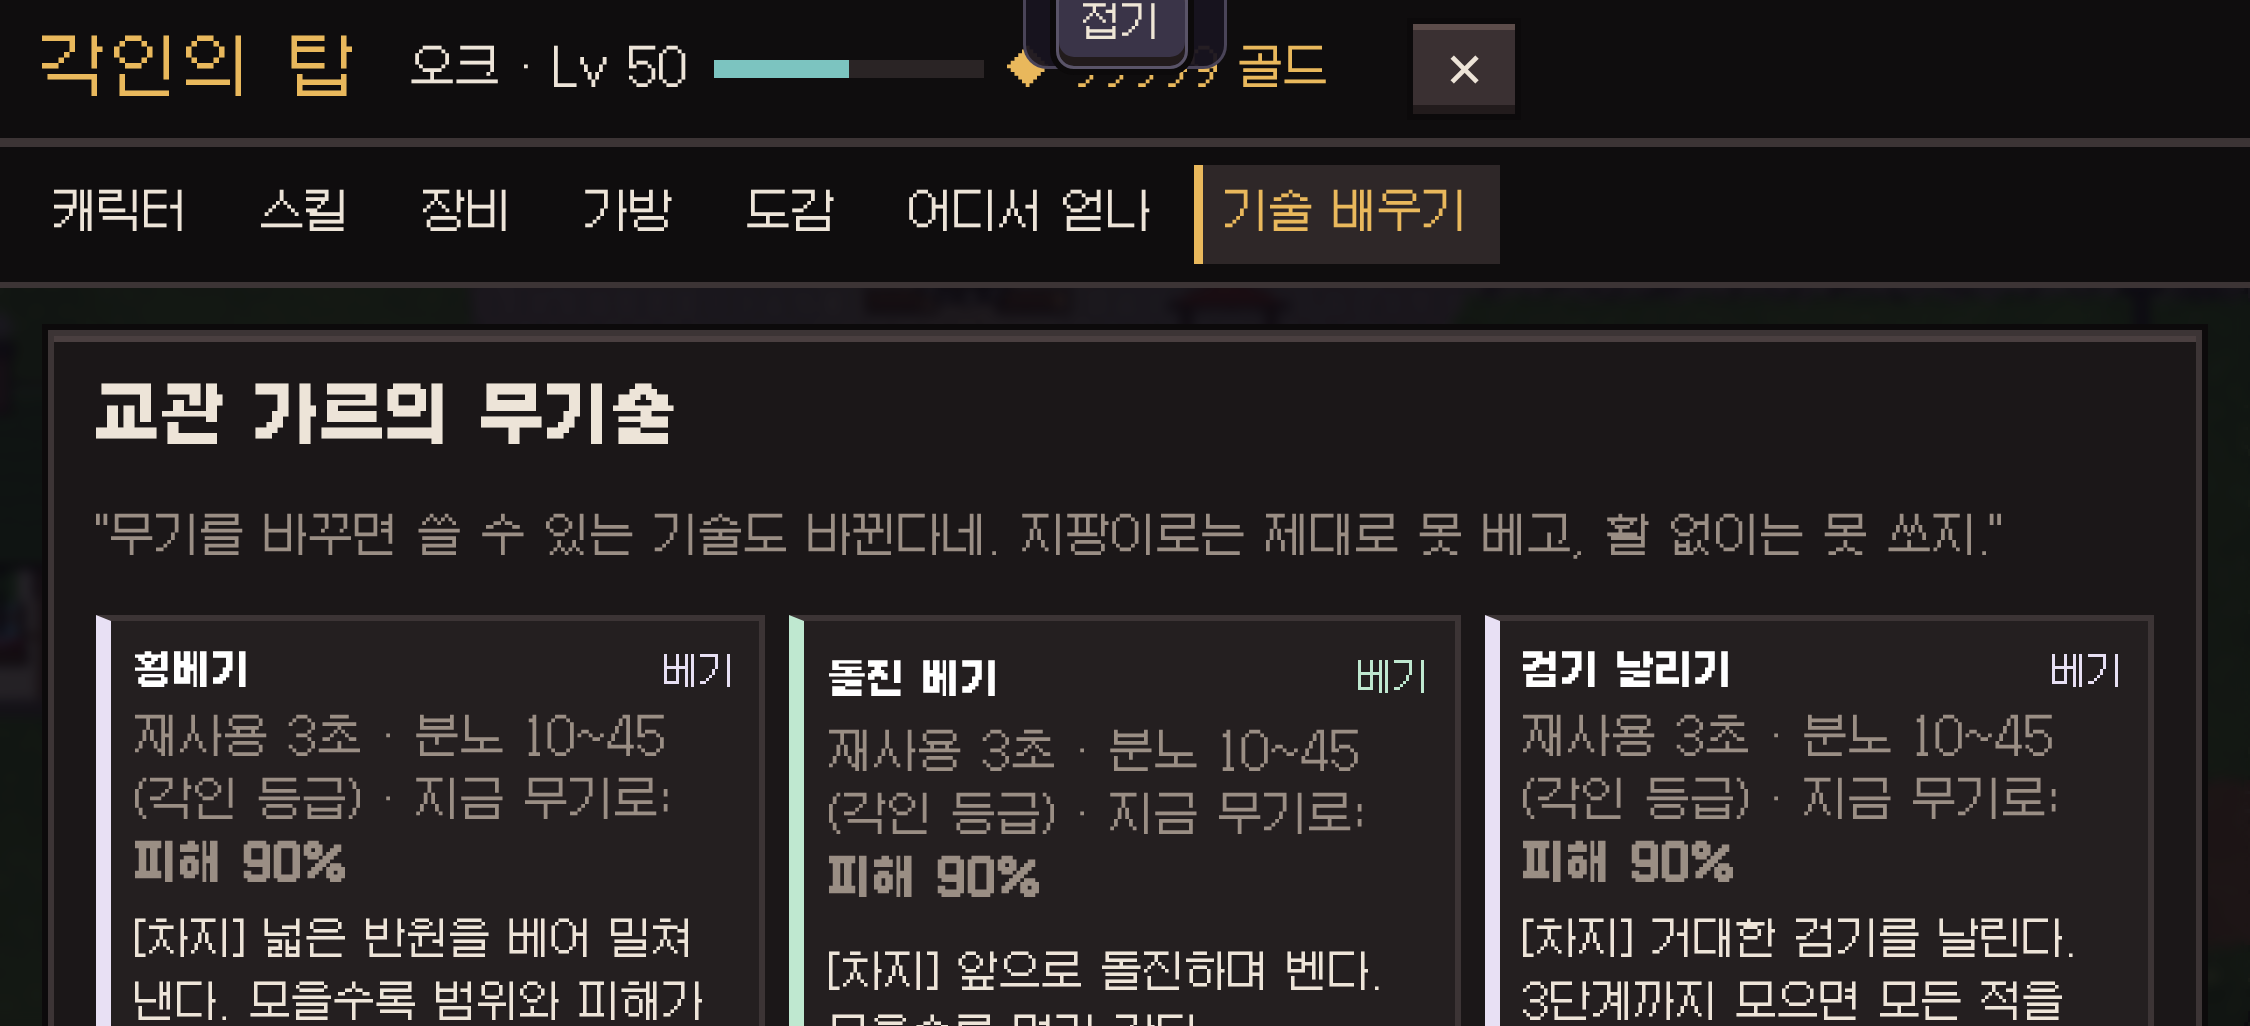 접기
각인의 탑 오크 · Lv 50 골드 ×
캐릭터 스킬 장비 가방 도감 어디서 얻나 기술 배우기
교관 가르의 무기술
"무기를 바꾸면 쓸 수 있는 기술도 바뀐다네. 지팡이로는 제대로 못 베고, 활 없이는 못 쏘지."
횡베기 베기
재사용 3초 · 분노 10~45
(각인 등급) · 지금 무기로:
피해 90%
[차지] 넓은 반원을 베어 밀쳐
낸다. 모을수록 범위와 피해가
돌진 베기 베기
재사용 3초 · 분노 10~45
(각인 등급) · 지금 무기로:
피해 90%
[차지] 앞으로 돌진하며 벤다.
검기 날리기 베기
재사용 3초 · 분노 10~45
(각인 등급) · 지금 무기로:
피해 90%
[차지] 거대한 검기를 날린다.
3단계까지 모으면 모든 적을